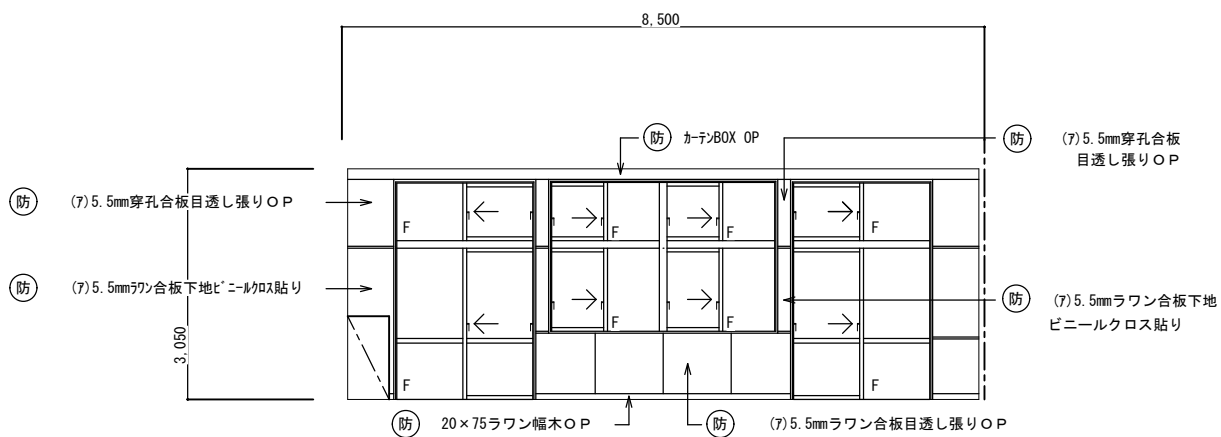 8,500
防 カーテンBOX OP
防 (ア)5.5mm穿孔合板
目透し張りOP
防 (ア)5.5mm穿孔合板目透し張りOP
F
F
F
F
防 (ア)5.5mmラワン合板下地ビニールクロス貼り
防 (ア)5.5mmラワン合板下地
ビニールクロス貼り
3,050
F
F
F
F
防 20×75ラワン幅木OP
防 (ア)5.5mmラワン合板目透し張りOP